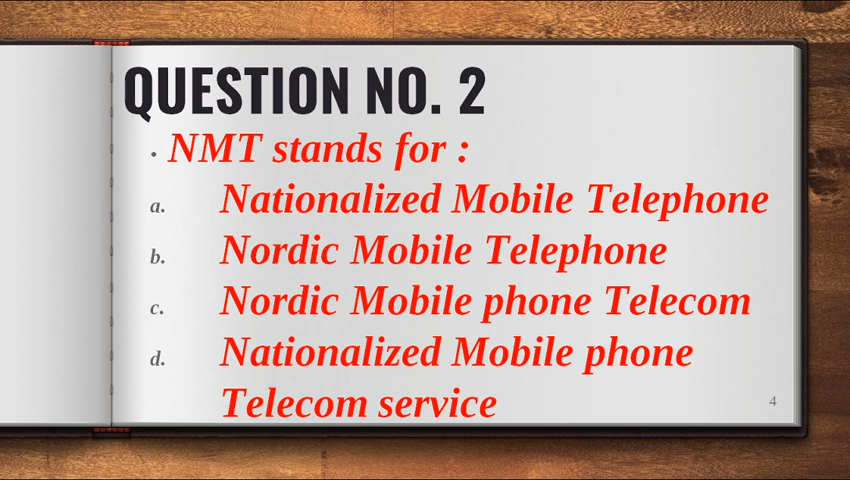 QUESTION NO. 2
• NMT stands for :
a. Nationalized Mobile Telephone
b. Nordic Mobile Telephone
c. Nordic Mobile phone Telecom
d. Nationalized Mobile phone
Telecom service
4